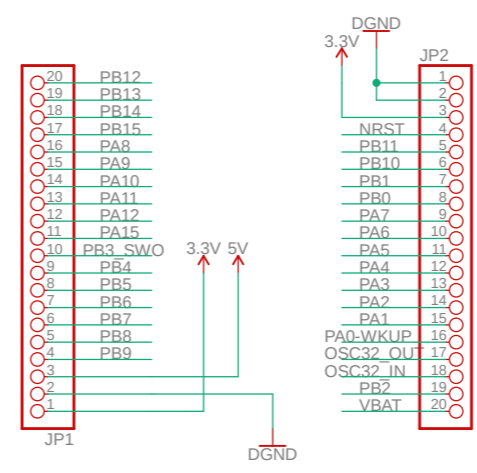 DGND
3.3V
JP2
20 PB12
19 PB13
18 PB14
17 PB15
16 PA8
15 PA9
14 PA10
13 PA11
12 PA12
11 PA15
10 PB3_SWO
9 PB4
8 PB5
7 PB6
6 PB7
5 PB8
4 PB9
3
2
1
JP1
3.3V 5V
DGND
1
2
3
NRST 4
PB11 5
PB10 6
PB1 7
PB0 8
PA7 9
PA6 10
PA5 11
PA4 12
PA3 13
PA2 14
PA1 15
PA0-WKUP 16
OSC32_OUT 17
OSC32_IN 18
PB2 19
VBAT 20